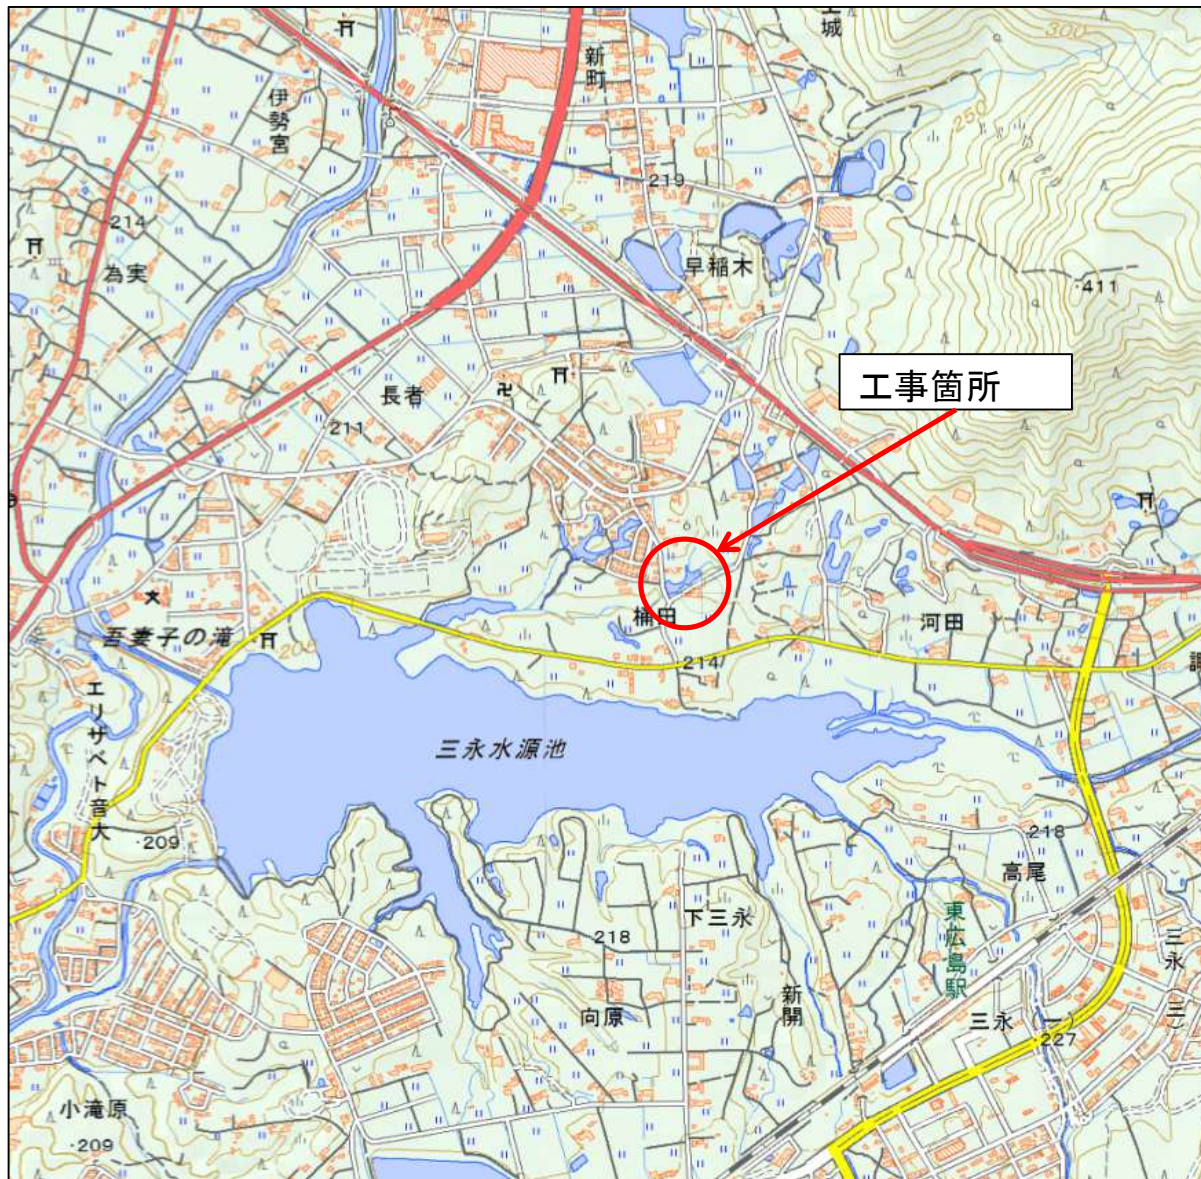 新町
伊勢宮
219
214
為実
早稲木
300
250
411
工事箇所
長者
211
樋田
河田
214
吾妻子の滝
エリザベト音大
三永水源池
209
218
高尾
下三永
東広島駅
218
三永
向原
新開
三永
227
小滝原
209